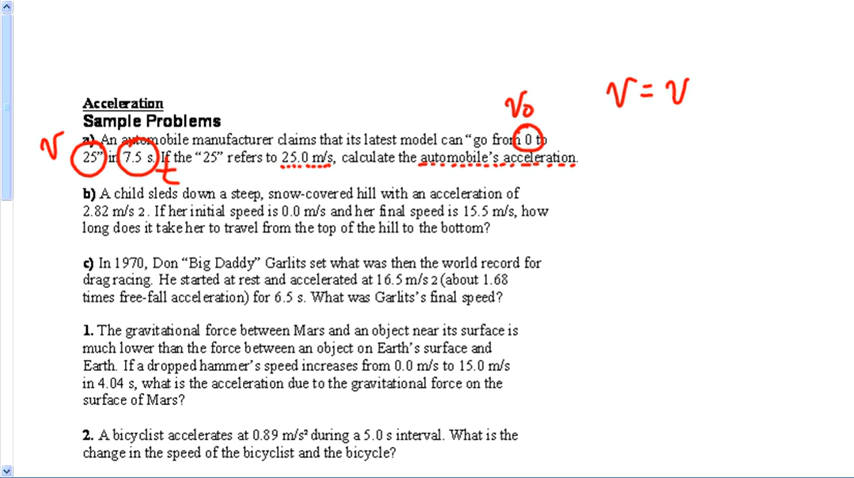 Acceleration
Sample Problems
a) An automobile manufacturer claims that its latest model can “go from 0 to
25” in 7.5 s. If the “25” refers to 25.0 m/s, calculate the automobile’s acceleration.
b) A child sleds down a steep, snow-covered hill with an acceleration of
2.82 m/s 2. If her initial speed is 0.0 m/s and her final speed is 15.5 m/s, how
long does it take her to travel from the top of the hill to the bottom?
c) In 1970, Don “Big Daddy” Garlits set what was then the world record for
drag racing. He started at rest and accelerated at 16.5 m/s 2 (about 1.68
times free-fall acceleration) for 6.5 s. What was Garlits’s final speed?
1. The gravitational force between Mars and an object near its surface is
much lower than the force between an object on Earth’s surface and
Earth. If a dropped hammer’s speed increases from 0.0 m/s to 15.0 m/s
in 4.04 s, what is the acceleration due to the gravitational force on the
surface of Mars?
2. A bicyclist accelerates at 0.89 m/s² during a 5.0 s interval. What is the
change in the speed of the bicyclist and the bicycle?
v0
v = v
v
t